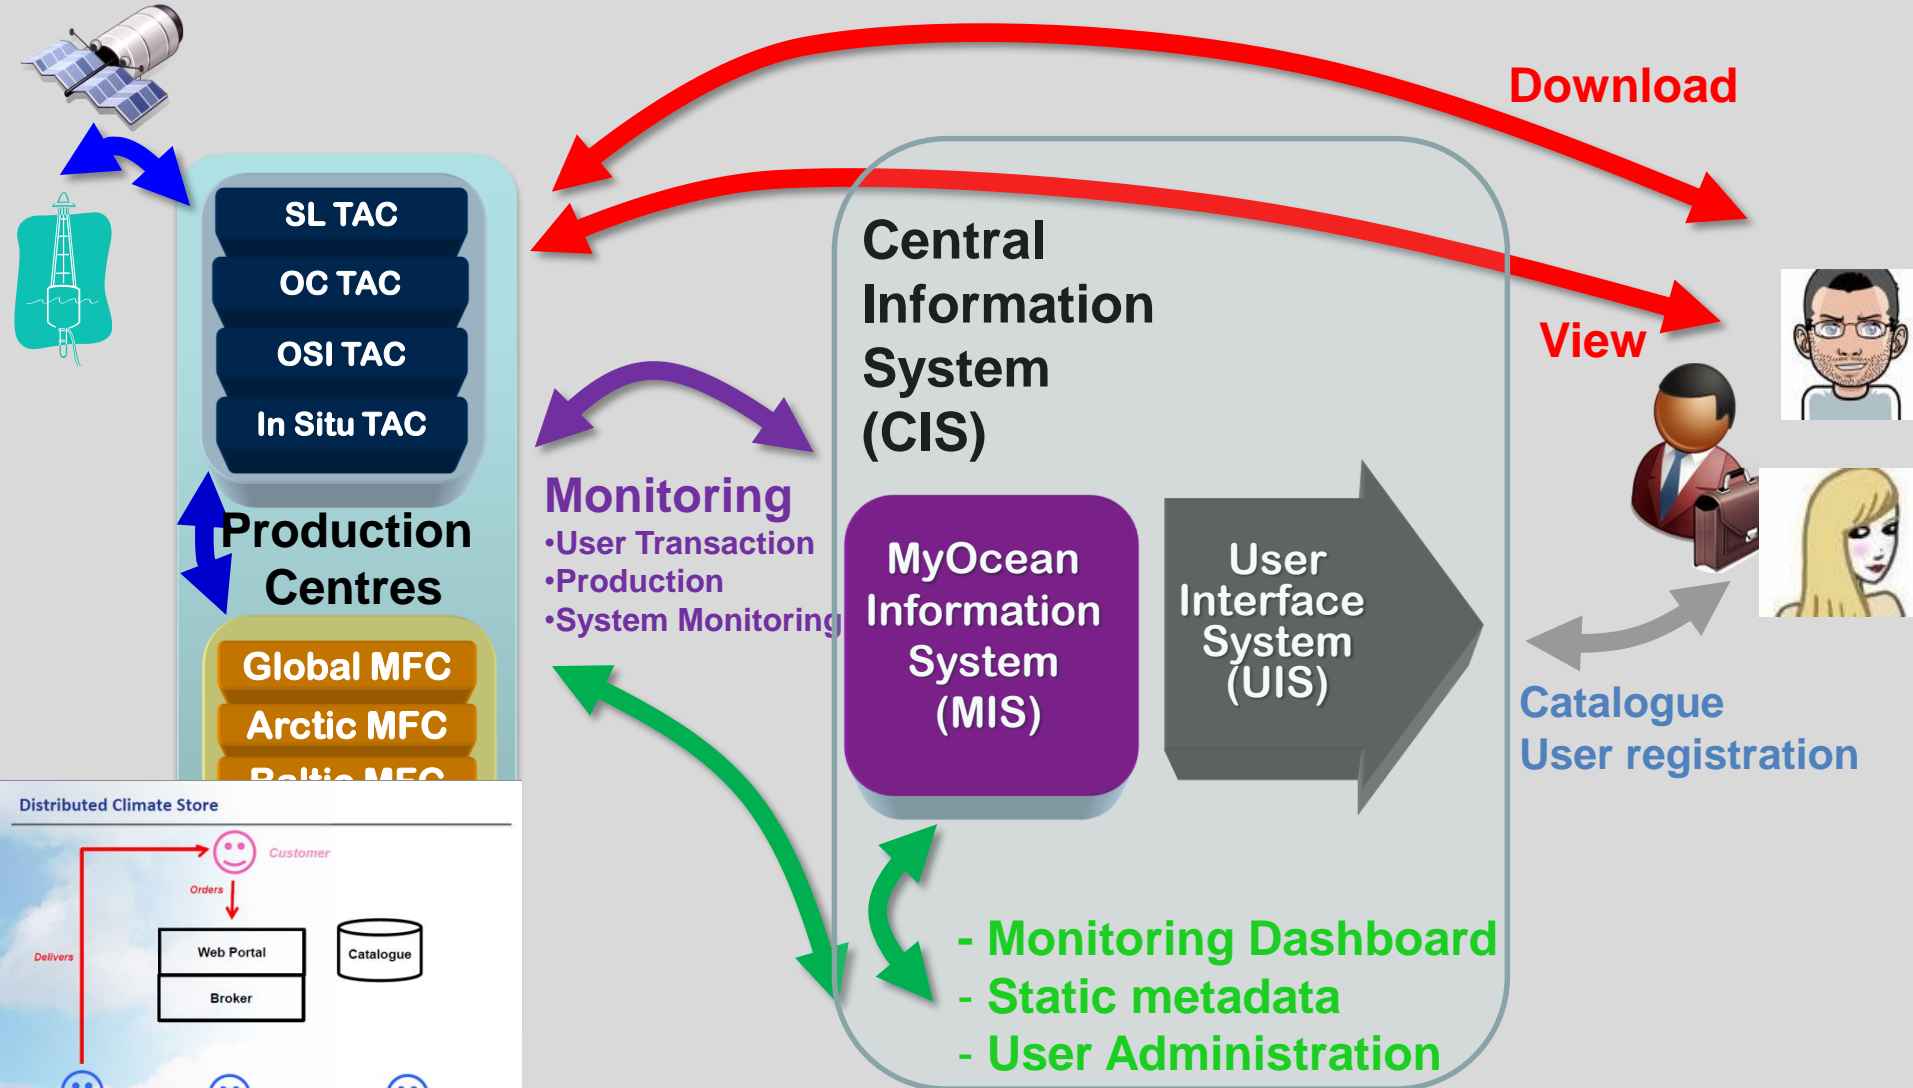 Download
SL TAC
OC TAC
OSI TAC
In Situ TAC
Production
Centres
Global MFC
Arctic MFC
Baltic MFC
Monitoring
•User Transaction
•Production
•System Monitoring
Central
Information
System
(CIS)
MyOcean
Information
System
(MIS)
User
Interface
System
(UIS)
View
Catalogue
User registration
- Monitoring Dashboard
- Static metadata
- User Administration
Distributed Climate Store
Customer
Orders
Delivers
Web Portal
Broker
Catalogue